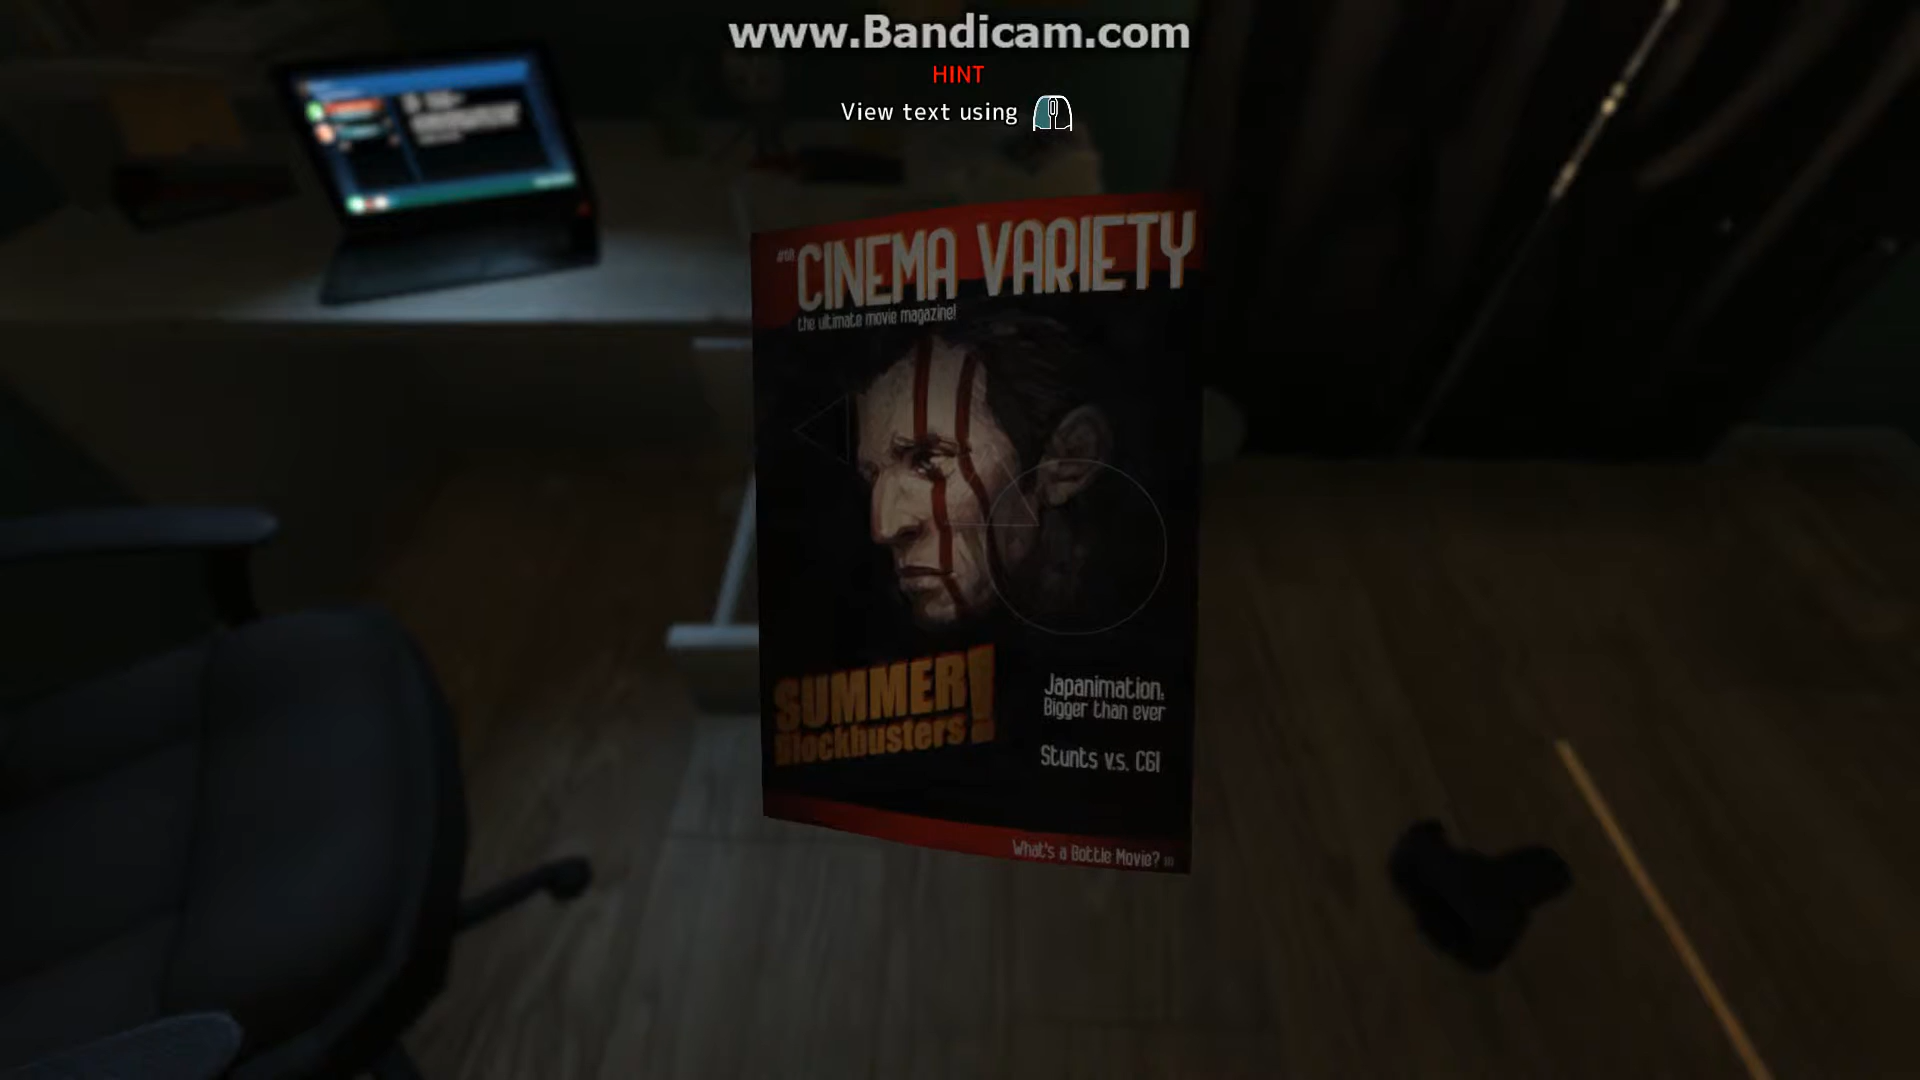 www.Bandicam.com
HINT
View text using
CINEMA VARIETY
the ultimate movie magazine!
SUMMER!
Blockbusters
Japanimation:
Bigger than ever
Stunts v.s. CGI
What's a Bottle Movie?